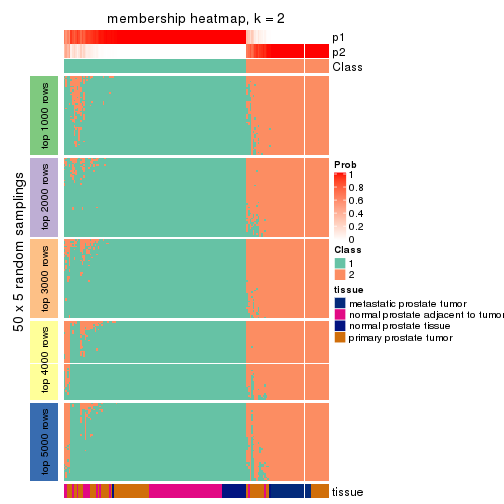 membership heatmap, k = 2
p1
p2
Class
50 x 5 random samplings
top 1000 rows
top 2000 rows
top 3000 rows
top 4000 rows
top 5000 rows
Prob
1
0.8
0.6
0.4
0.2
0
Class
1
2
tissue
metastatic prostate tumor
normal prostate adjacent to tumor
normal prostate tissue
primary prostate tumor
tissue